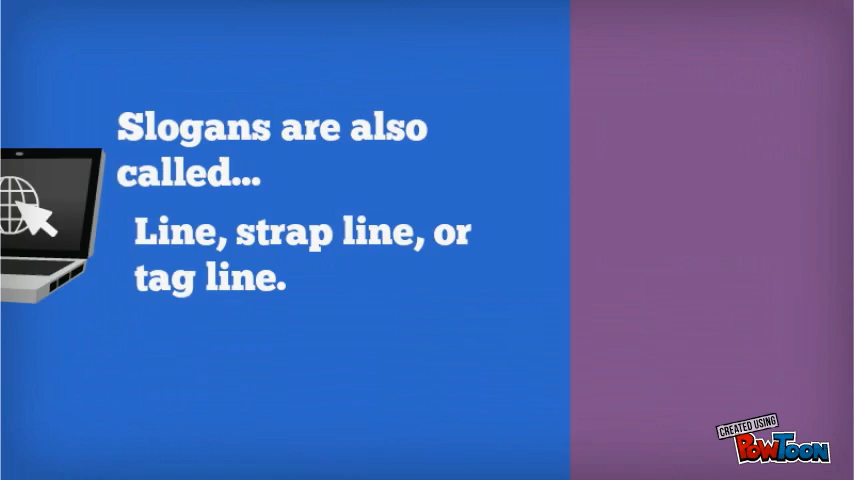 Slogans are also
called...
Line, strap line, or
tag line.
CREATED USING
POWTOON